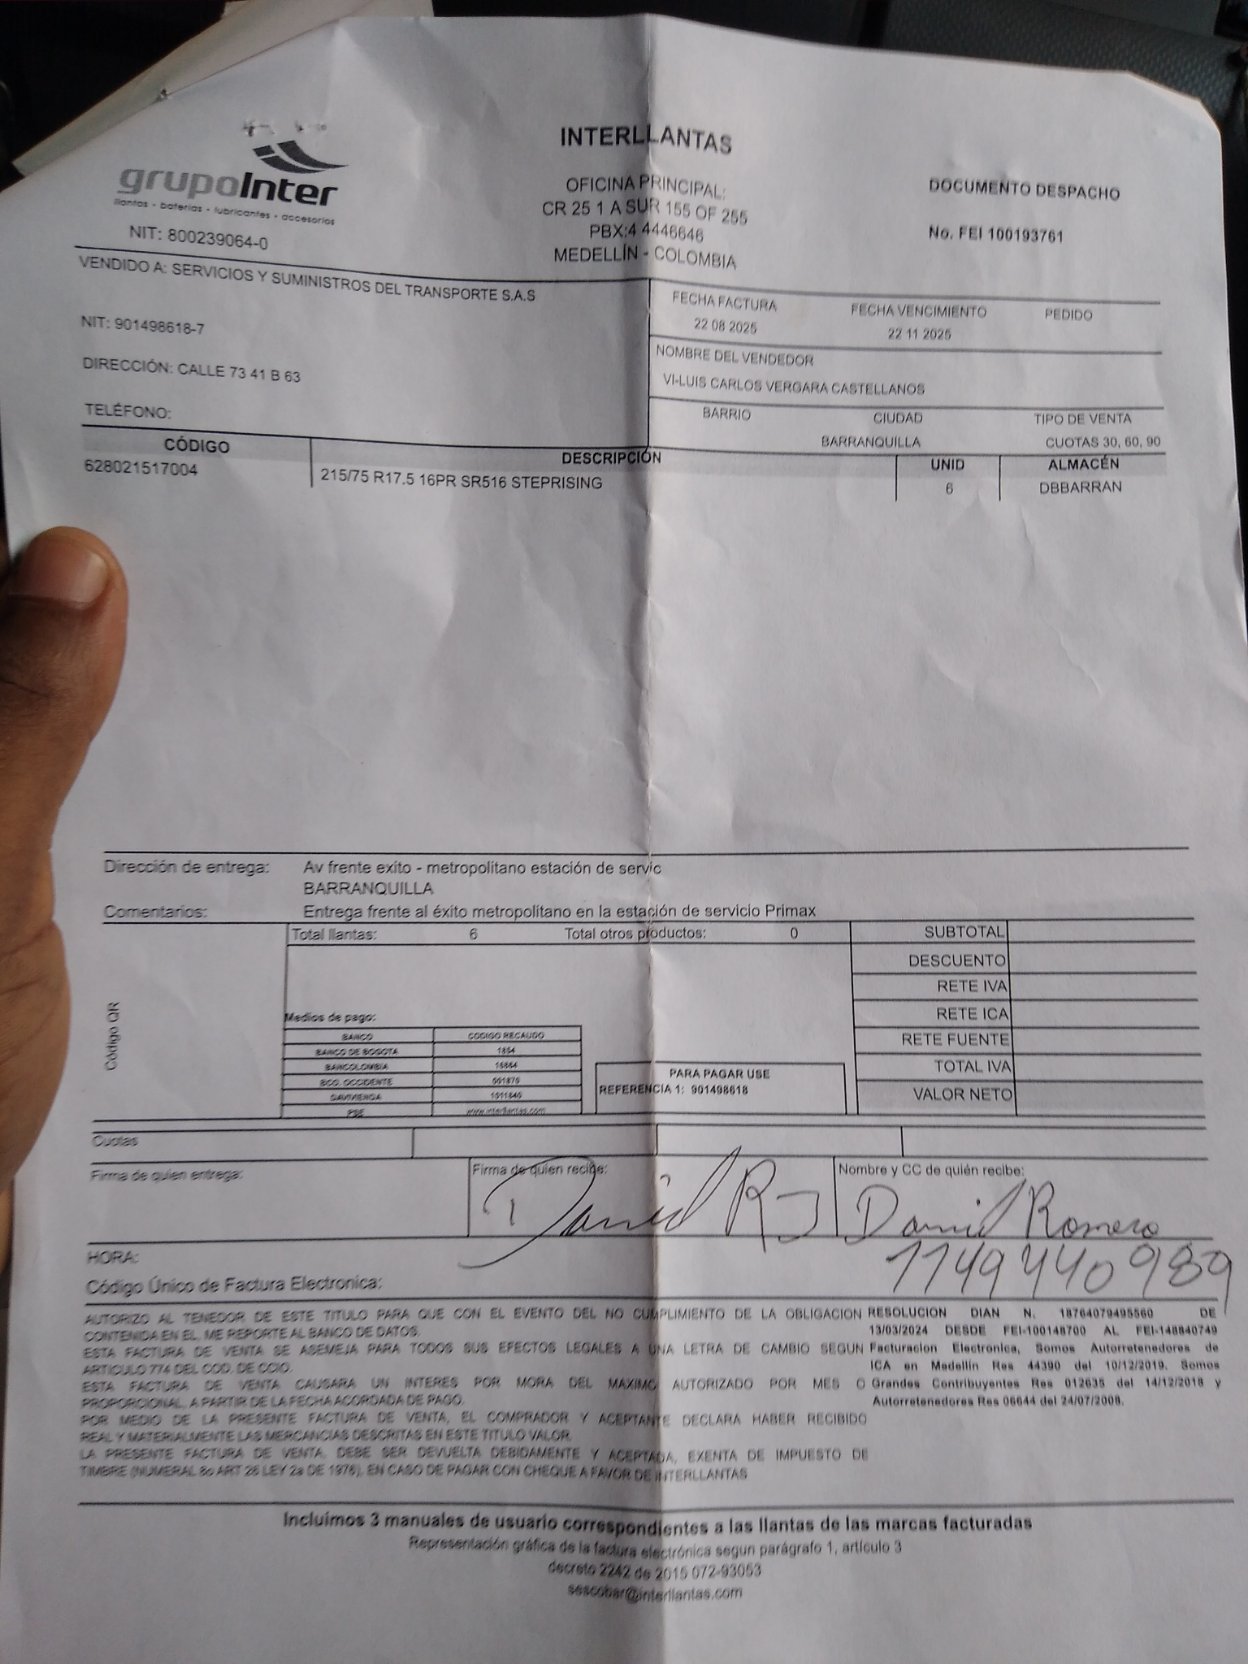 INTERLLANTAS
grupoInter
llantas • baterías • lubricantes • accesorios
NIT: 800239064-0
OFICINA PRINCIPAL:
CR 25 1 A SUR 155 OF 255
PBX:4 4446646
MEDELLÍN - COLOMBIA
DOCUMENTO DESPACHO
No. FEI 100193761
VENDIDO A: SERVICIOS Y SUMINISTROS DEL TRANSPORTE S.A.S
NIT: 901498618-7
DIRECCIÓN: CALLE 73 41 B 63
TELÉFONO:
FECHA FACTURA FECHA VENCIMIENTO PEDIDO
22 08 2025 22 11 2025
NOMBRE DEL VENDEDOR
VI-LUIS CARLOS VERGARA CASTELLANOS
BARRIO CIUDAD TIPO DE VENTA
BARRANQUILLA CUOTAS 30, 60, 90
CÓDIGO DESCRIPCIÓN UNID ALMACÉN
628021517004 215/75 R17.5 16PR SR516 STEPRISING 6 DBBARRAN
Dirección de entrega: Av frente exito - metropolitano estación de servic
BARRANQUILLA
Comentarios: Entrega frente al éxito metropolitano en la estación de servicio Primax
Código QR
Total llantas: 6 Total otros productos: 0
Medios de pago:
BANCO CODIGO RECAUDO
BANCO DE BOGOTA 1854
BANCOLOMBIA
BCO. OCCIDENTE
DAVIVIENDA
PSE www.interllantas.com
PARA PAGAR USE
REFERENCIA 1: 901498618
SUBTOTAL
DESCUENTO
RETE IVA
RETE ICA
RETE FUENTE
TOTAL IVA
VALOR NETO
Cuotas
Firma de quien entrega: Firma de quien recibe: Nombre y CC de quién recibe:
Daniel R Daniel Romero
1149440989
HORA:
Código Único de Factura Electronica:
AUTORIZO AL TENEDOR DE ESTE TITULO PARA QUE CON EL EVENTO DEL NO CUMPLIMIENTO DE LA OBLIGACION
CONTENIDA EN EL, ME REPORTE AL BANCO DE DATOS.
ESTA FACTURA DE VENTA SE ASEMEJA PARA TODOS SUS EFECTOS LEGALES A UNA LETRA DE CAMBIO SEGUN
ARTICULO 774 DEL COD. DE CCIO.
ESTA FACTURA DE VENTA CAUSARA UN INTERES POR MORA DEL MAXIMO AUTORIZADO POR MES O
PROPORCIONAL, A PARTIR DE LA FECHA ACORDADA DE PAGO.
POR MEDIO DE LA PRESENTE FACTURA DE VENTA, EL COMPRADOR Y ACEPTANTE DECLARA HABER RECIBIDO
REAL Y MATERIALMENTE LAS MERCANCIAS DESCRITAS EN ESTE TITULO VALOR.
LA PRESENTE FACTURA DE VENTA, DEBE SER DEVUELTA DEBIDAMENTE Y ACEPTADA, EXENTA DE IMPUESTO DE
TIMBRE (NUMERAL 8o ART 26 LEY 2a DE 1976), EN CASO DE PAGAR CON CHEQUE A FAVOR DE INTERLLANTAS
RESOLUCION DIAN N. 18764079495560 DE
13/03/2024 DESDE FEI-100148700 AL FEI-148840749
Facturacion Electronica, Somos Autorretenedores de
ICA en Medellin Res 44390 del 10/12/2019. Somos
Grandes Contribuyentes Res 012635 del 14/12/2018 y
Autorretenedores Res 06644 del 24/07/2008.
Incluímos 3 manuales de usuario correspondientes a las llantas de las marcas facturadas
Representación gráfica de la factura electrónica segun parágrafo 1, artículo 3
decreto 2242 de 2015 072-93053
sescobar@interllantas.com